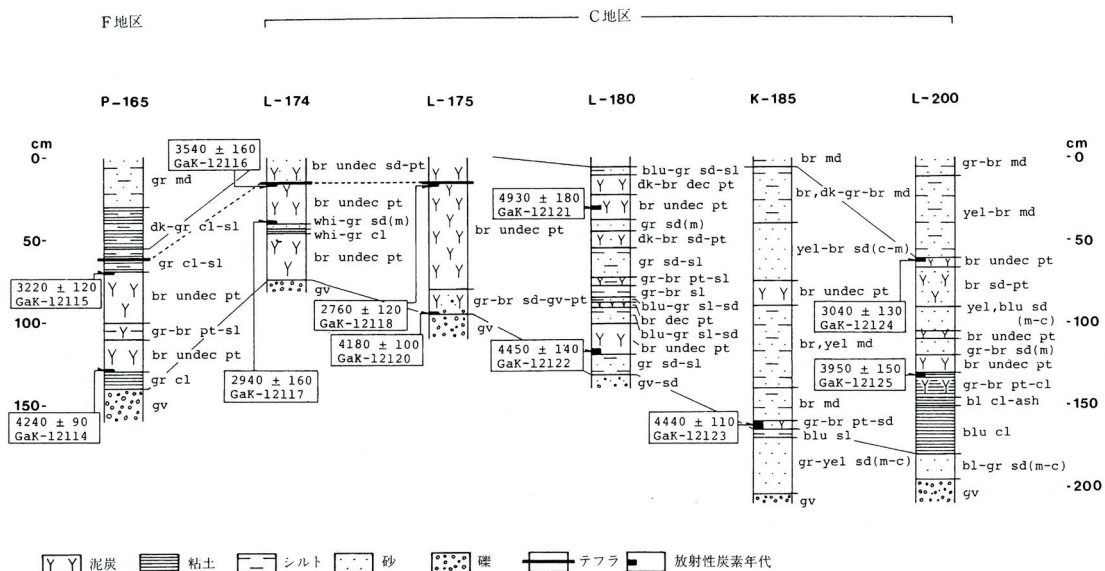 F地区
C地区
P-165
L-174
L-175
L-180
K-185
L-200
cm
0-
50-
100-
150-
gr md
dk-gr cl-sl
gr cl-sl
br undec pt
gr-br pt-sl
br undec pt
gr cl
gv
3220 ± 120
GaK-12115
4240 ± 90
GaK-12114
3540 ± 160
GaK-12116
br undec sd-pt
br undec pt
whi-gr sd(m)
whi-gr cl
br undec pt
gv
2940 ± 160
GaK-12117
br undec pt
gr-br sd-gv-pt
gv
2760 ± 120
GaK-12118
4180 ± 100
GaK-12120
blu-gr sd-sl
dk-br dec pt
br undec pt
gr sd(m)
dk-br sd-pt
gr sd-sl
gr-br pt-sl
gr-br sl
blu-gr sl-sd
br dec pt
blu-gr sl-sd
br undec pt
gr sd-sl
gv-sd
4930 ± 180
GaK-12121
4450 ± 140
GaK-12122
br md
br,dk-gr-br md
yel-br sd(c-m)
br undec pt
br,yel md
br md
gr-br pt-sd
blu sl
gr-yel sd(m-c)
gv
4440 ± 110
GaK-12123
gr-br md
yel-br md
br undec pt
br sd-pt
yel,blu sd
(m-c)
br undec pt
gr-br sd(m)
br undec pt
gr-br pt-cl
bl cl-ash
blu cl
bl-gr sd(m-c)
gv
3040 ± 130
GaK-12124
3950 ± 150
GaK-12125
cm
-0
-50
-100
-150
-200
泥炭
粘土
シルト
砂
礫
テフラ
放射性炭素年代